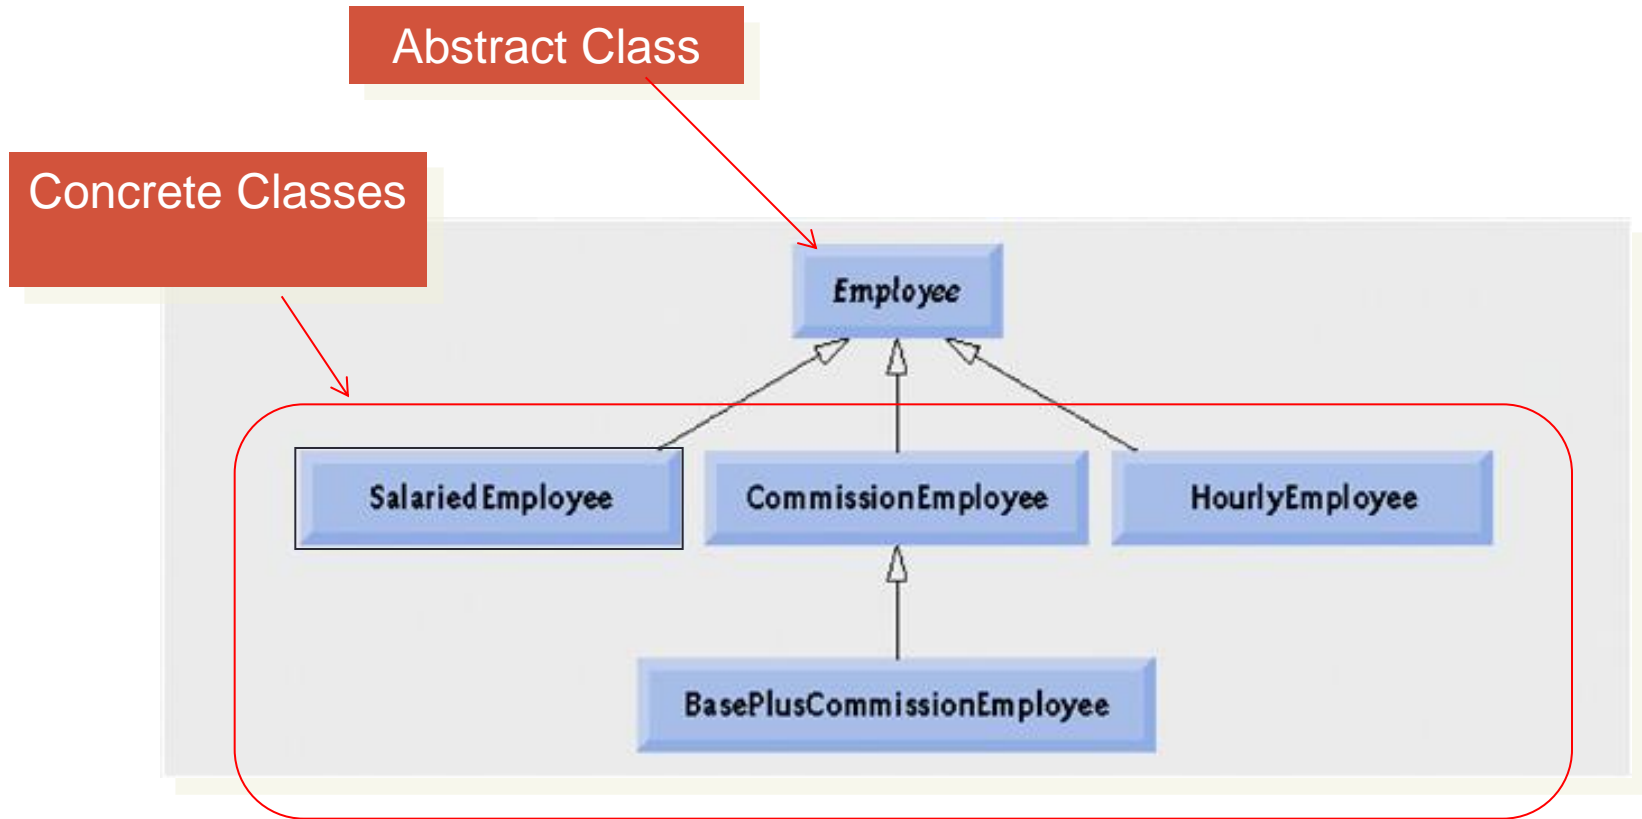 Abstract Class
Concrete Classes
Employee
SalariedEmployee
CommissionEmployee
HourlyEmployee
BasePlusCommissionEmployee